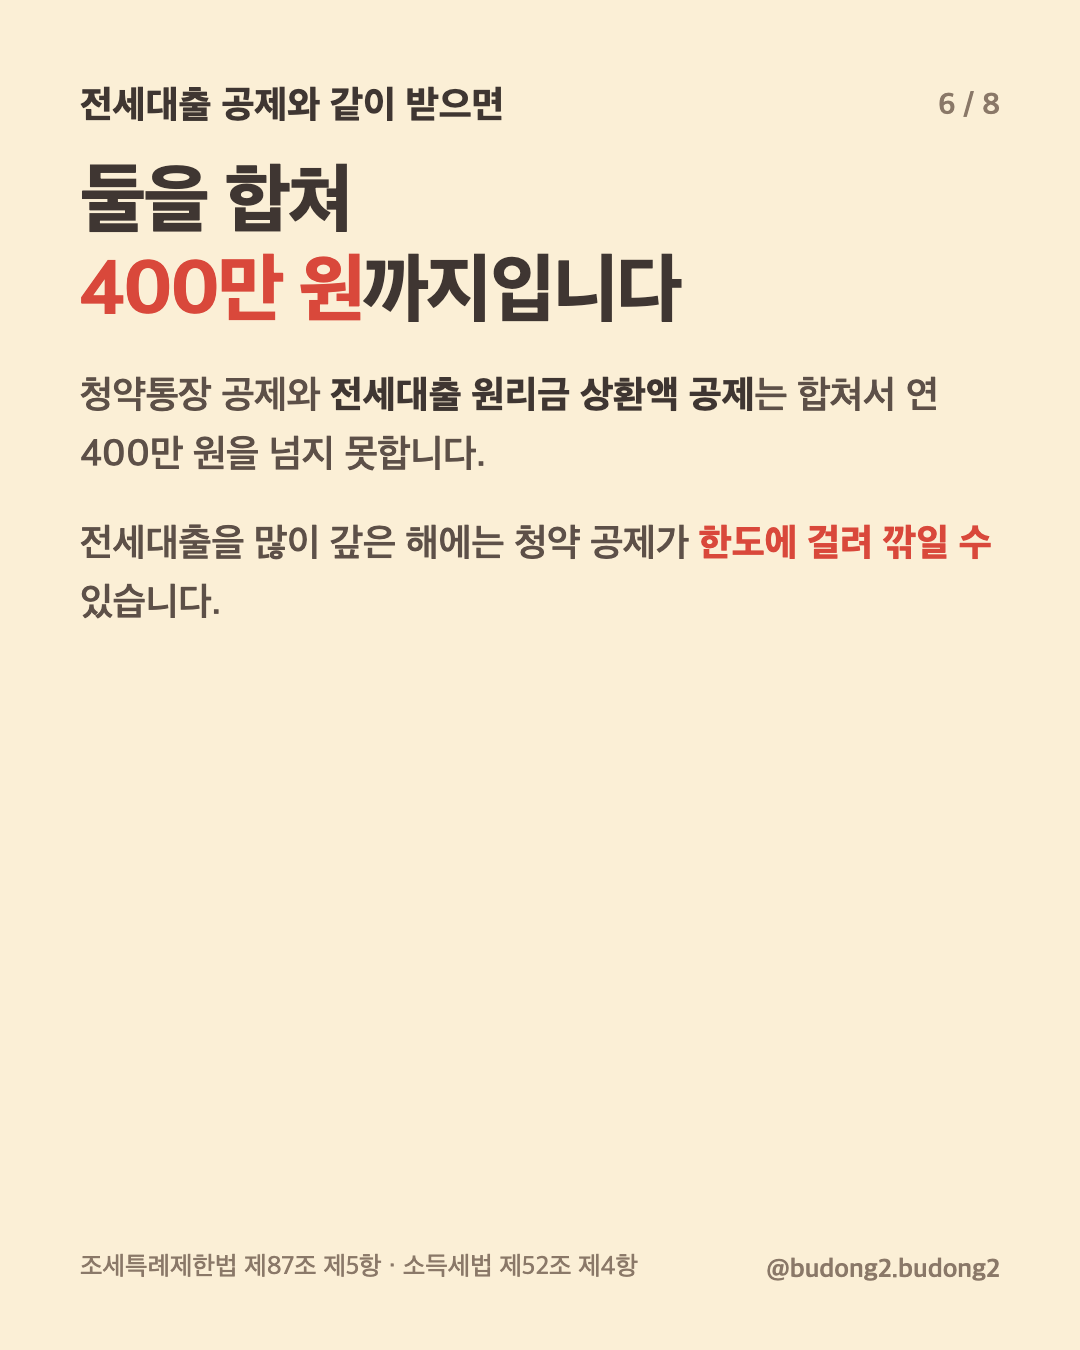 전세대출 공제와 같이 받으면
6 / 8
둘을 합쳐
400만 원까지입니다
청약통장 공제와 전세대출 원리금 상환액 공제는 합쳐서 연
400만 원을 넘지 못합니다.
전세대출을 많이 갚은 해에는 청약 공제가 한도에 걸려 깎일 수
있습니다.
조세특례제한법 제87조 제5항 · 소득세법 제52조 제4항
@budong2.budong2